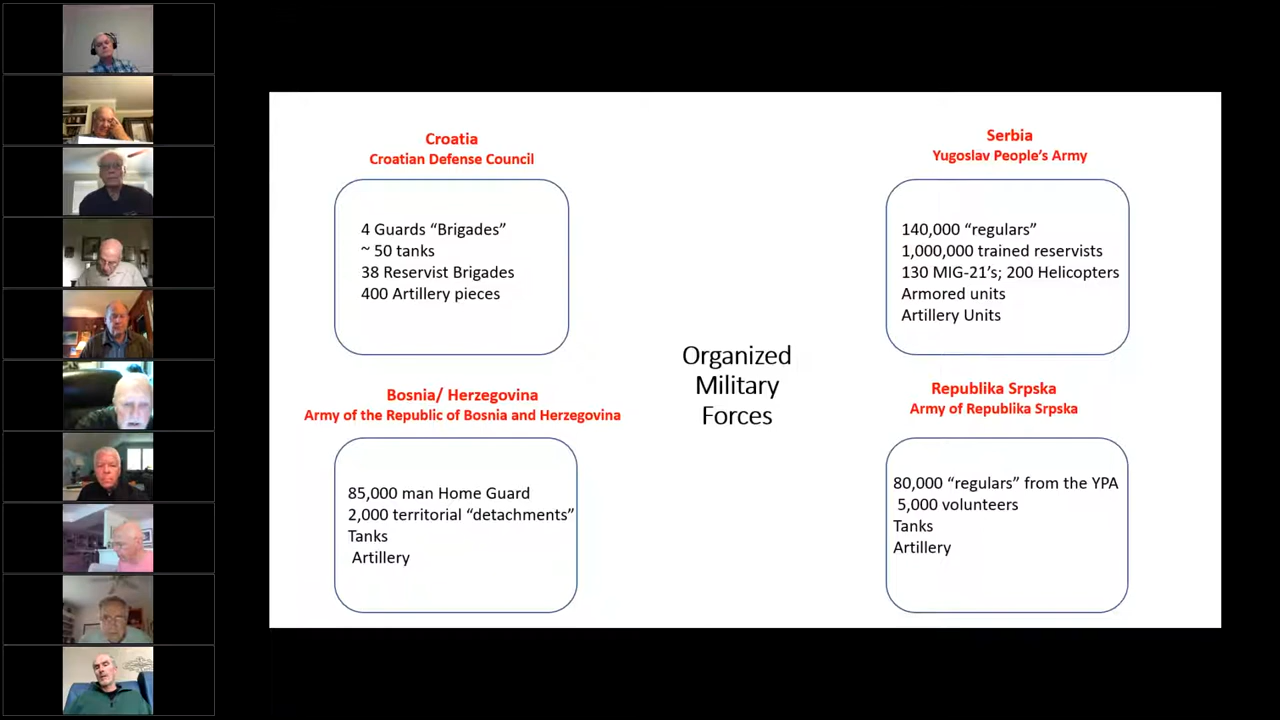 Croatia
Croatian Defense Council
4 Guards “Brigades”
~ 50 tanks
38 Reservist Brigades
400 Artillery pieces
Serbia
Yugoslav People’s Army
140,000 “regulars”
1,000,000 trained reservists
130 MIG-21’s; 200 Helicopters
Armored units
Artillery Units
Organized
Military
Forces
Bosnia/ Herzegovina
Army of the Republic of Bosnia and Herzegovina
85,000 man Home Guard
2,000 territorial “detachments”
Tanks
Artillery
Republika Srpska
Army of Republika Srpska
80,000 “regulars” from the YPA
5,000 volunteers
Tanks
Artillery